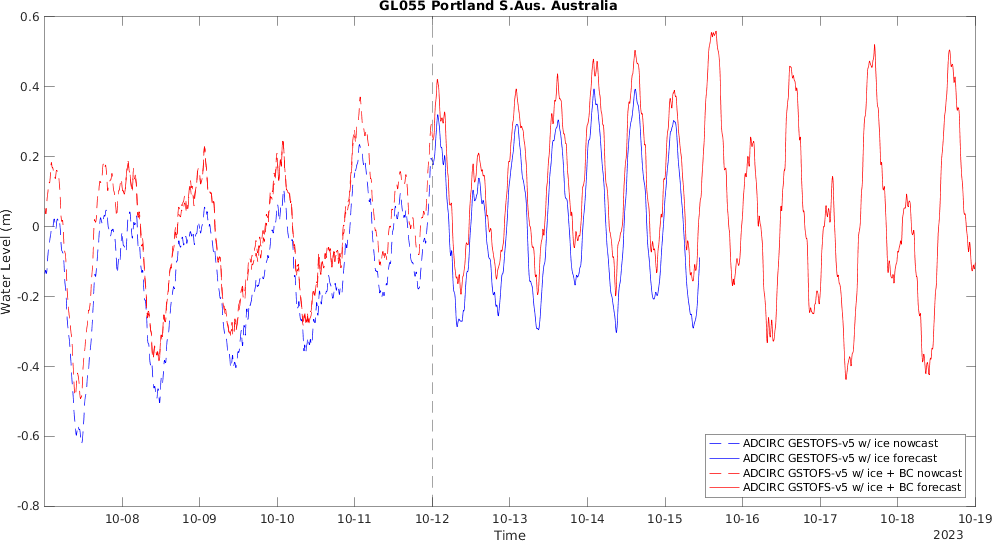 GL055 Portland S.Aus. Australia
Water Level (m)
0.6
0.4
0.2
0
-0.2
-0.4
-0.6
-0.8
ADCIRC GESTOFS-v5 w/ ice nowcast
ADCIRC GESTOFS-v5 w/ ice forecast
ADCIRC GSTOFS-v5 w/ ice + BC nowcast
ADCIRC GSTOFS-v5 w/ ice + BC forecast
10-08 10-09 10-10 10-11 10-12 10-13 10-14 10-15 10-16 10-17 10-18 10-19
Time
2023